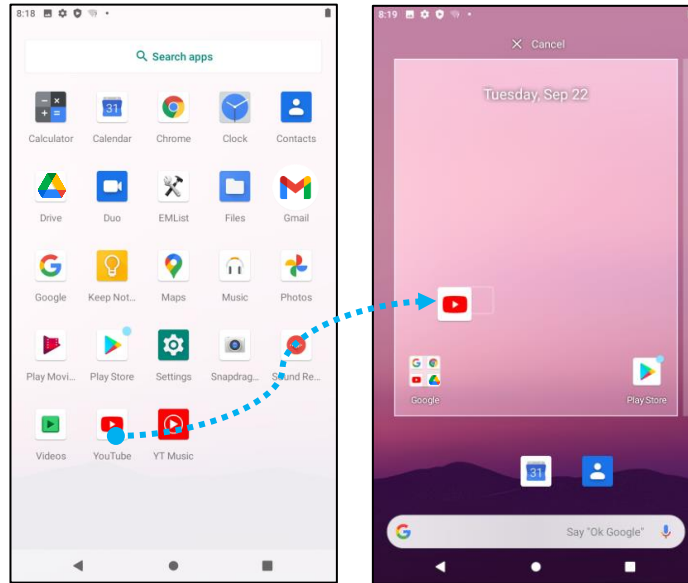 8:18
Search apps
31
Calculator Calendar Chrome Clock Contacts
Drive Duo EMList Files Gmail
Google Keep Not... Maps Music Photos
Play Movi... Play Store Settings Snapdrag... Sound Re...
Videos YouTube YT Music
8:19
Cancel
Tuesday, Sep 22
Google Play Store
31
Say "Ok Google"